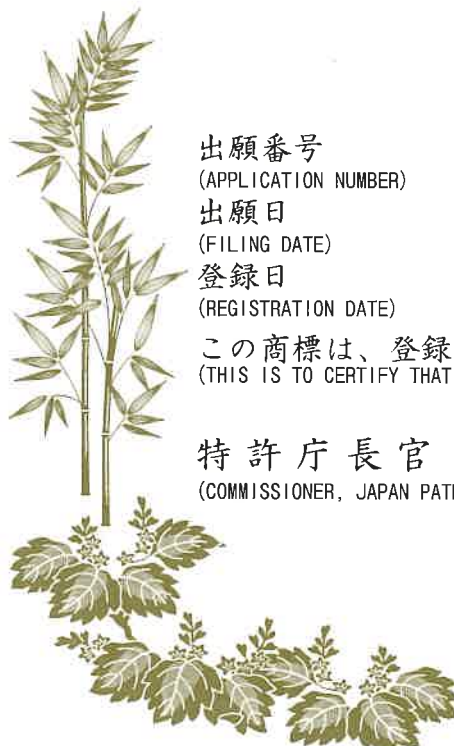 出願番号
(APPLICATION NUMBER)
出願日
(FILING DATE)
登録日
(REGISTRATION DATE)
この商標は、登録
(THIS IS TO CERTIFY THAT
特許庁長官
(COMMISSIONER, JAPAN PATE